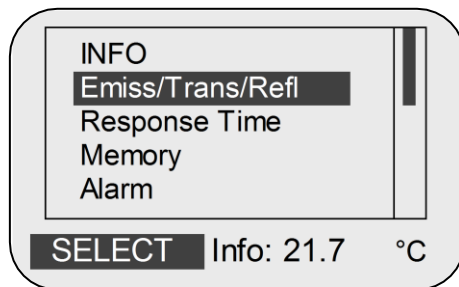 INFO
Emiss/Trans/Refl
Response Time
Memory
Alarm
SELECT Info: 21.7 °C